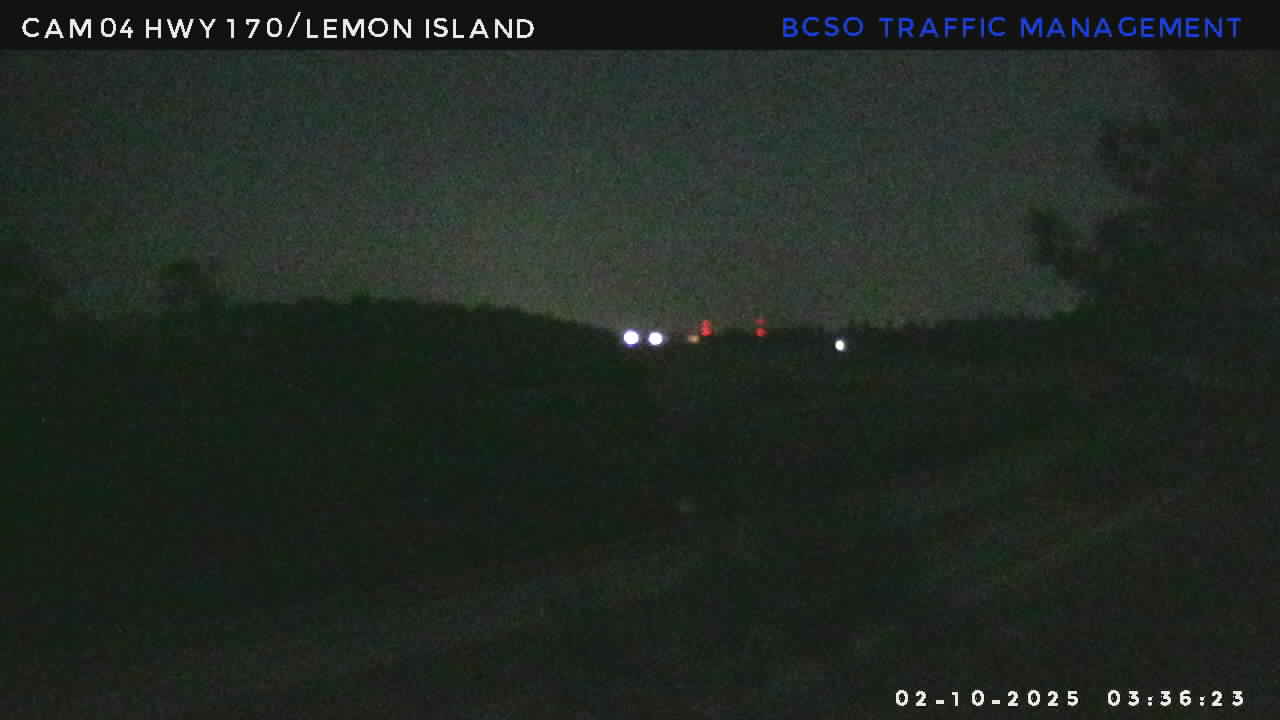 CAM04 HWY 170/LEMON ISLAND
BCSO TRAFFIC MANAGEMENT
02-10-2025 03:36:23